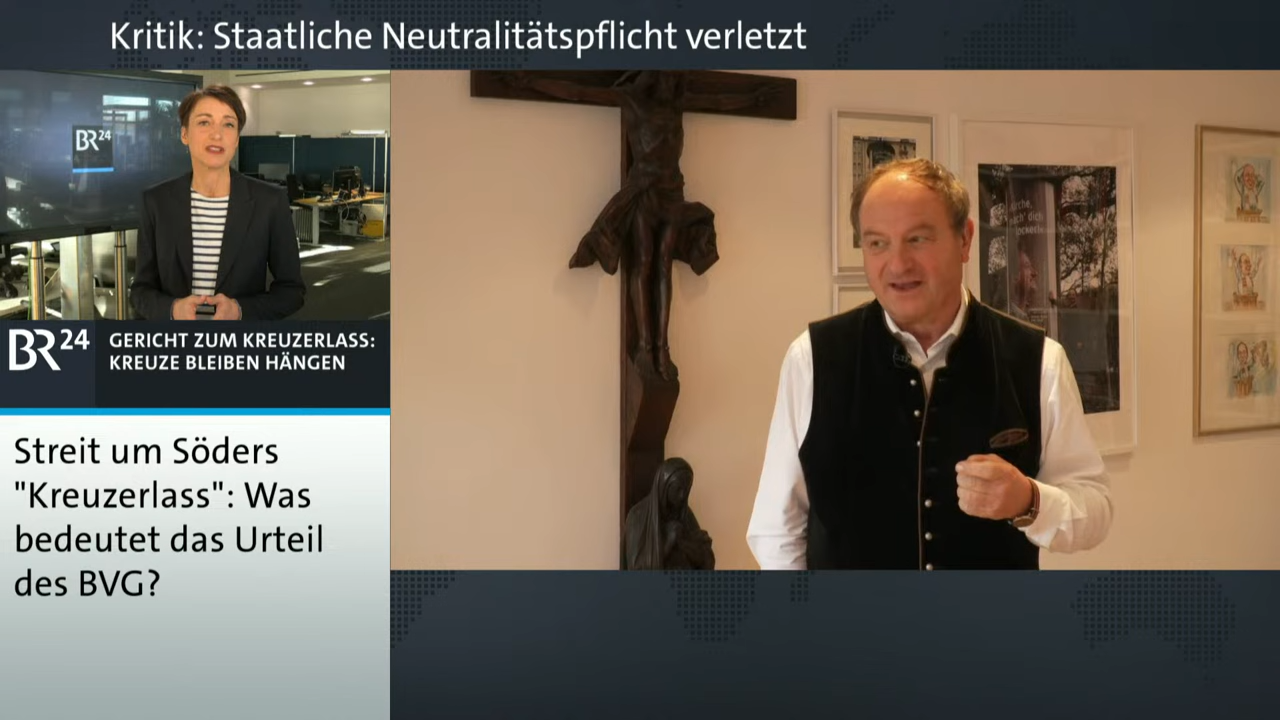 Kritik: Staatliche Neutralitätspflicht verletzt
BR24
BR24
GERICHT ZUM KREUZERLASS:
KREUZE BLEIBEN HÄNGEN
Streit um Söders
"Kreuzerlass": Was
bedeutet das Urteil
des BVG?
dich